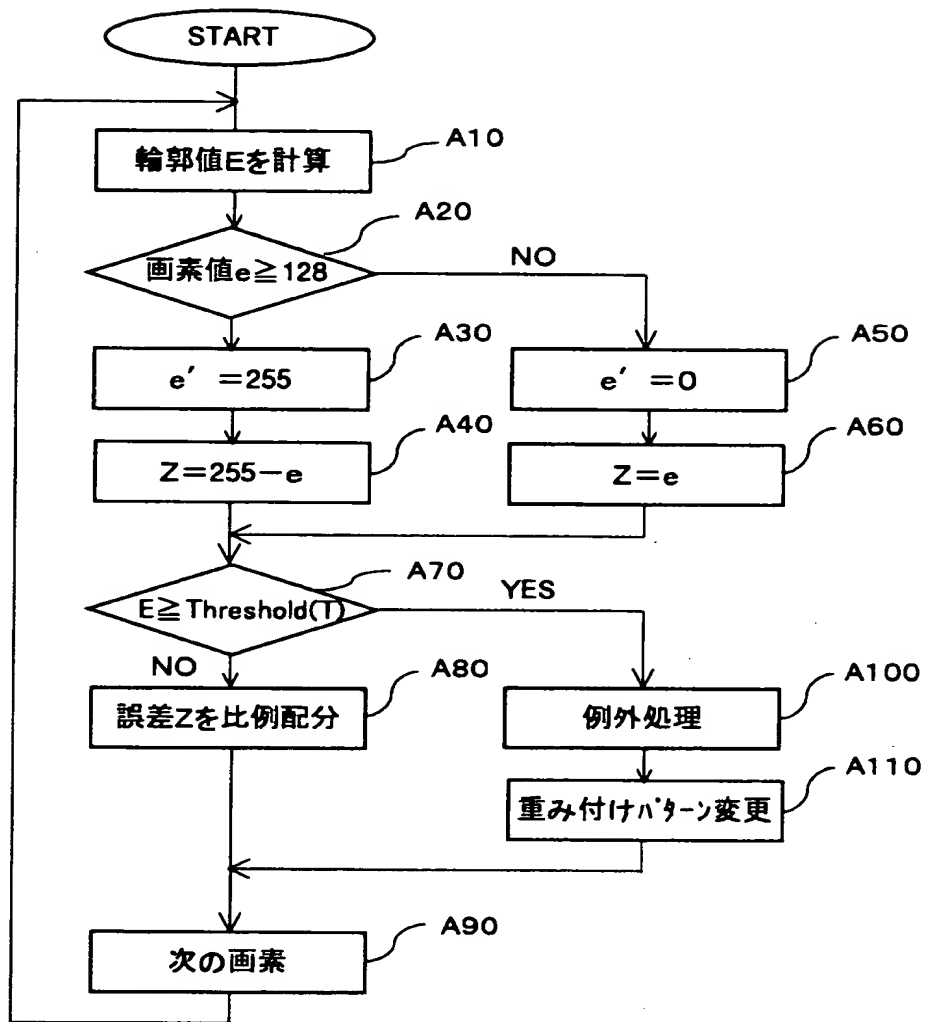 START
A10
輪郭値Eを計算
A20
画素値e≧128
NO
A30
e′=255
A50
e′=0
A40
Z=255-e
A60
Z=e
A70
E≧Threshold(T)
YES
NO
A80
誤差Zを比例配分
A100
例外処理
A110
重み付けパターン変更
A90
次の画素